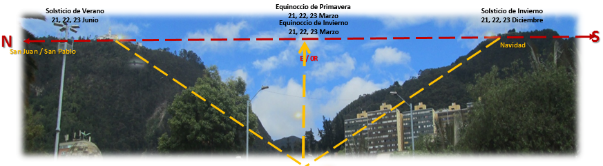 Solsticio de Verano
21, 22, 23 Junio
Equinoccio de Primavera
21, 22, 23 Marzo
Equinoccio de Invierno
21, 22, 23 Marzo
Solsticio de Invierno
21, 22, 23 Diciembre
N
S
San Juan / San Pablo
Navidad
E / OR